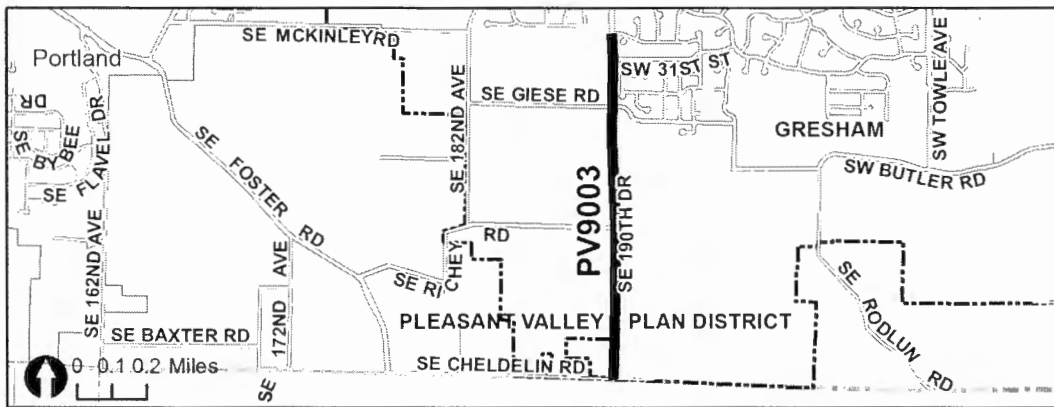 SE MCKINLEY RD
Portland
SW 31ST ST
SW TOWLE AVE
SE GIESE RD
SE 182ND AVE
GRESHAM
SE BYBEE DR
SE FLAVEL DR
SE FOSTER RD
SW BUTLER RD
PV9003
SE 190TH DR
SE RICHEY RD
SE 162ND AVE
SE 172ND AVE
SE RODLUN RD
PLEASANT VALLEY PLAN DISTRICT
SE BAXTER RD
SE CHELDELIN RD
0 0.1 0.2 Miles